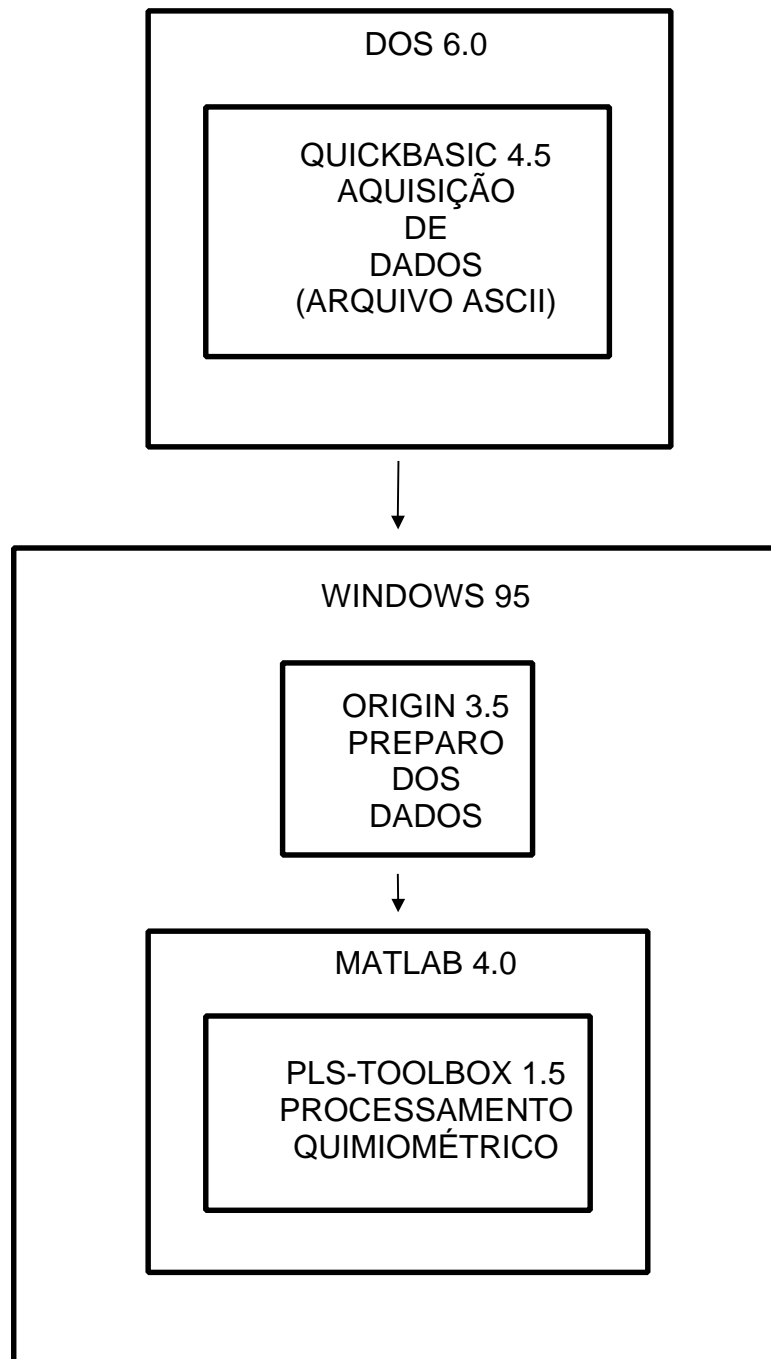 DOS 6.0
QUICKBASIC 4.5
AQUISIÇÃO
DE
DADOS
(ARQUIVO ASCII)
WINDOWS 95
ORIGIN 3.5
PREPARO
DOS
DADOS
MATLAB 4.0
PLS-TOOLBOX 1.5
PROCESSAMENTO
QUIMIOMÉTRICO